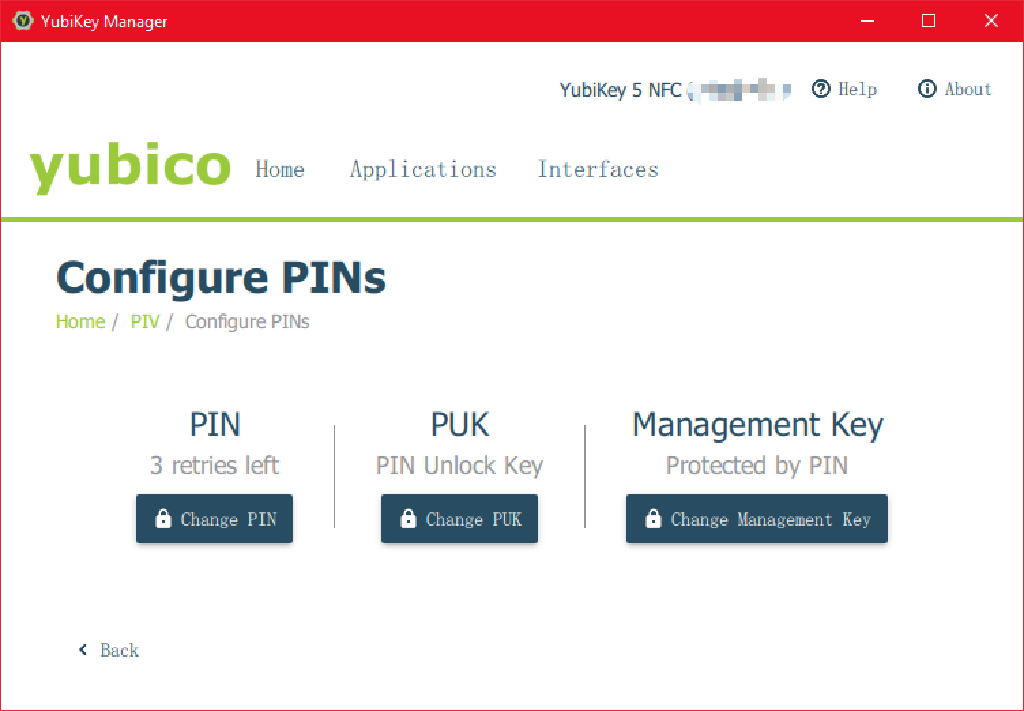 YubiKey Manager
YubiKey 5 NFC Help About
yubico Home Applications Interfaces
Configure PINs
Home / PIV / Configure PINs
PIN PUK Management Key
3 retries left PIN Unlock Key Protected by PIN
Change PIN Change PUK Change Management Key
Back